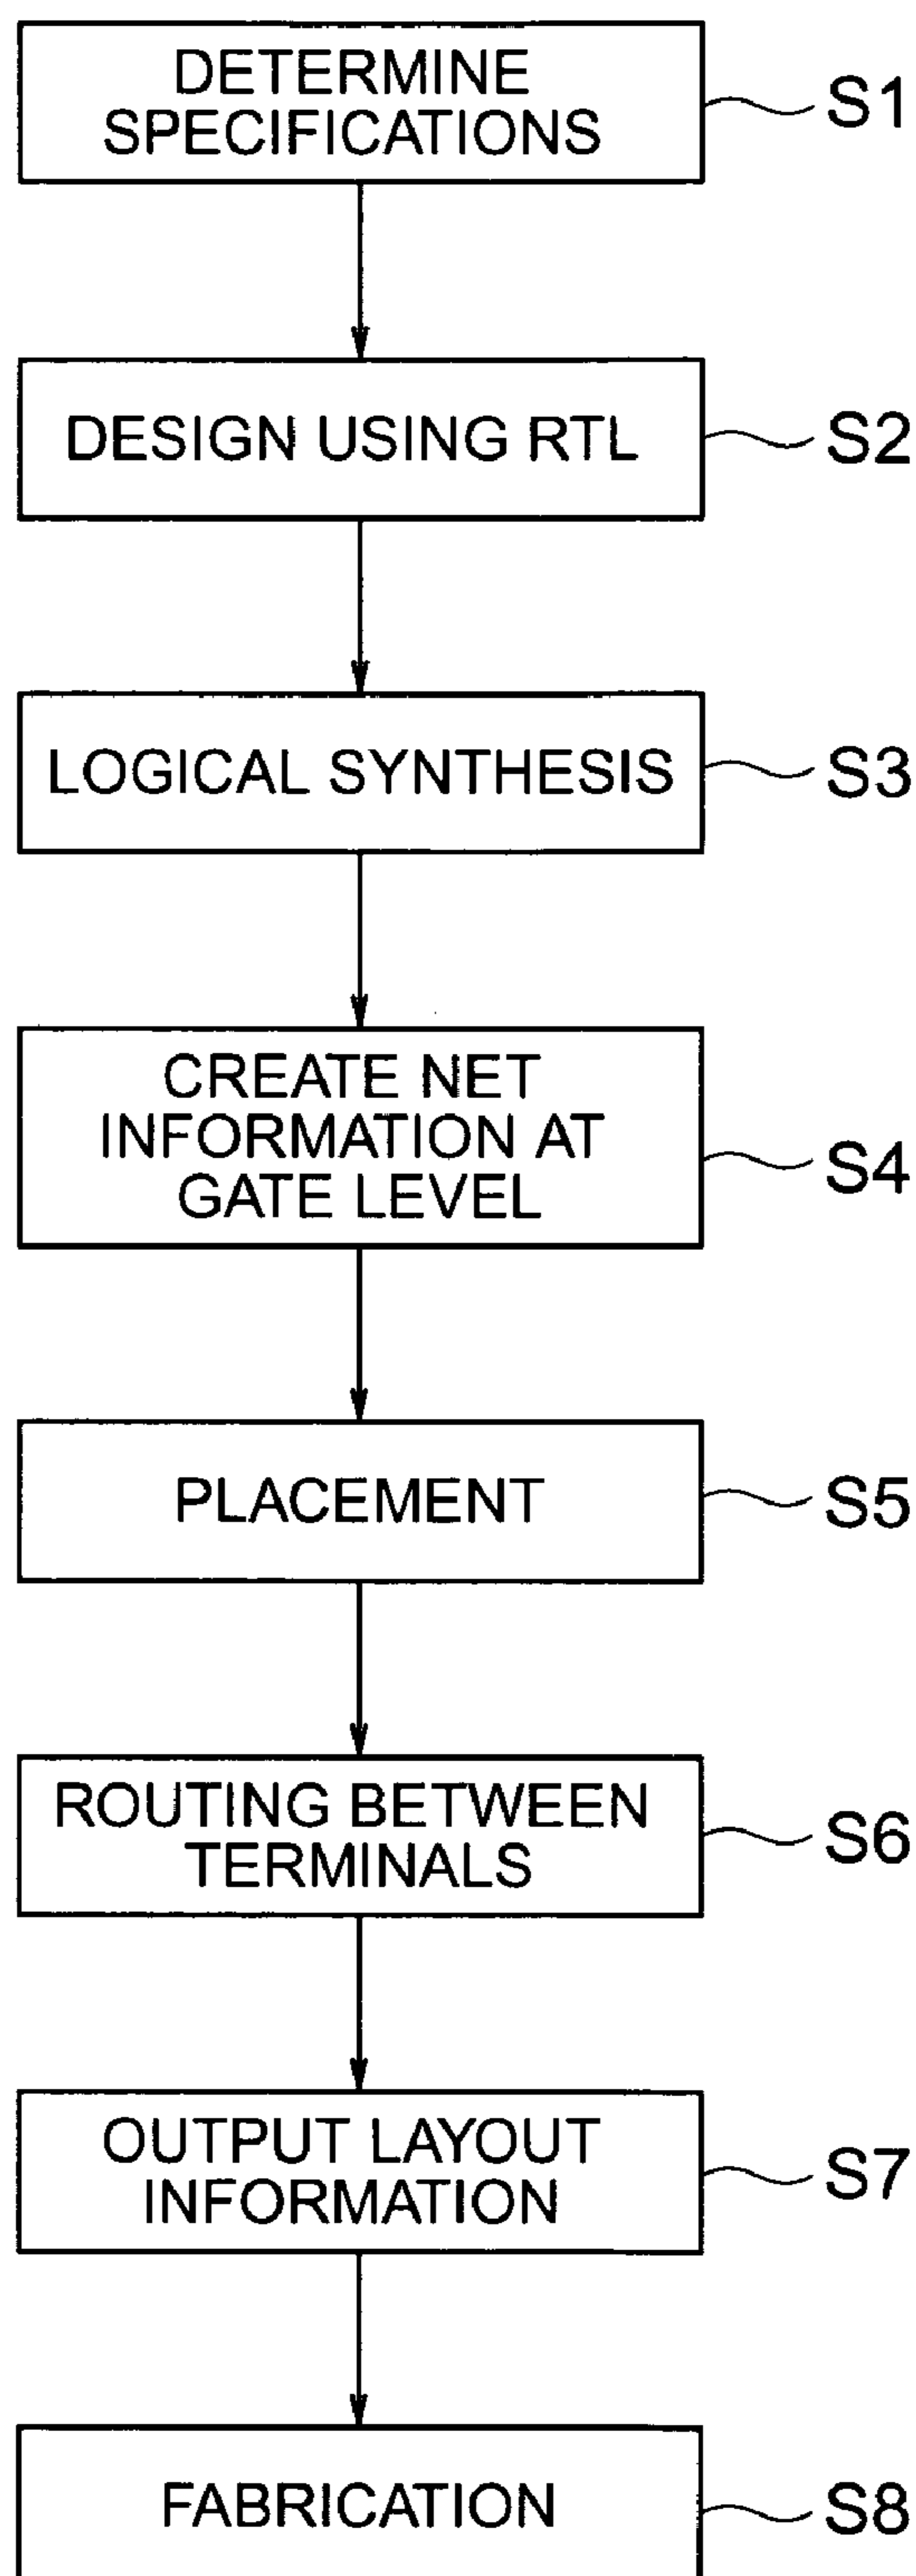 DETERMINE
SPECIFICATIONS
S1
DESIGN USING RTL
S2
LOGICAL SYNTHESIS
S3
CREATE NET
INFORMATION AT
GATE LEVEL
S4
PLACEMENT
S5
ROUTING BETWEEN
TERMINALS
S6
OUTPUT LAYOUT
INFORMATION
S7
FABRICATION
S8